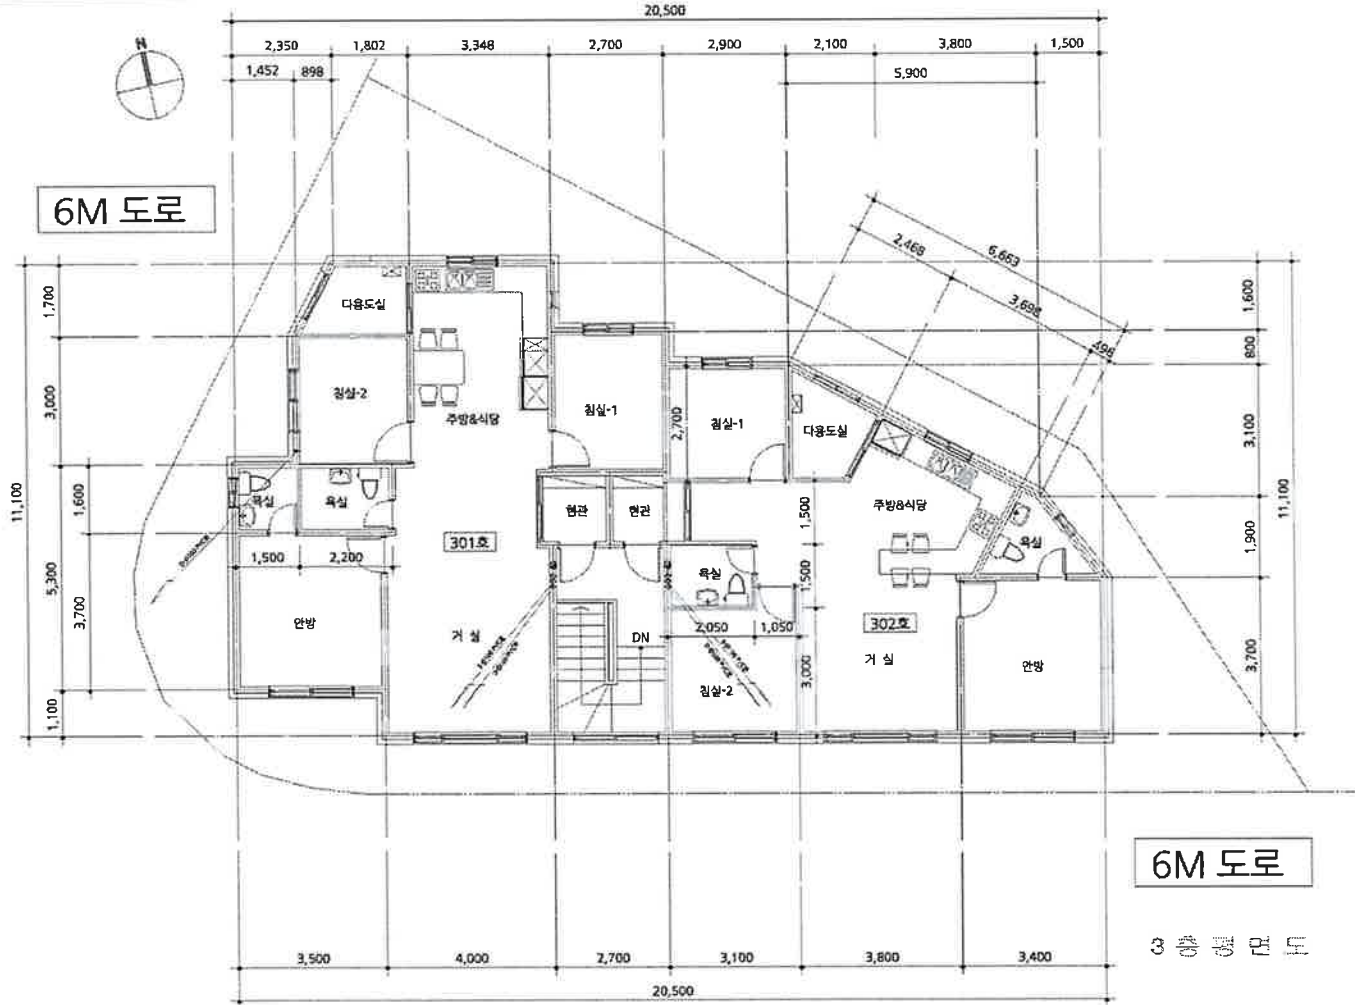 20,500
2,350 1,802 3,348 2,700 2,900 2,100 3,800 1,500
1,452 898 5,900
N
6M 도로
2,468 6,663
3,698
498
1,700
3,000
11,100
1,600
5,300
3,700
1,100
1,600
800
3,100
11,100
1,900
3,700
다용도실
침실-2
주방&식당
침실-1
2,700
침실-1
다용도실
욕실
욕실
현관
현관
주방&식당
1,500
욕실
301호
1,500 2,200
욕실
1,500
안방
거 실
DN
2,050 1,050
302호
거 실
안방
침실-2
3,000
6M 도로
3층평면도
3,500 4,000 2,700 3,100 3,800 3,400
20,500